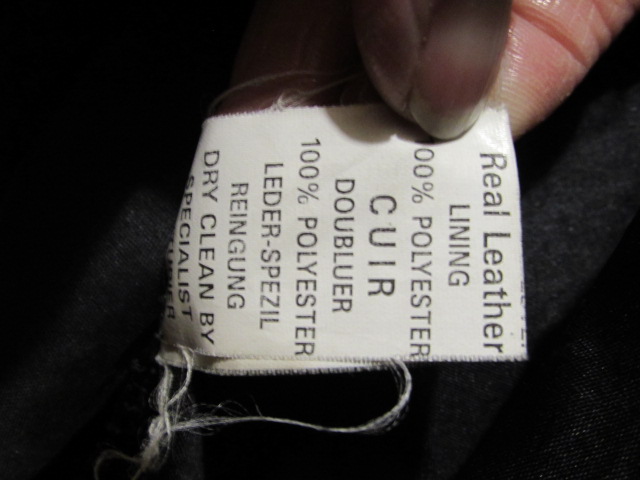 Real Leather
LINING
00% POLYESTER
CUIR
DOUBLUER
100% POLYESTER
LEDER-SPEZIL
REINGUNG
DRY CLEAN BY
SPECIALIST